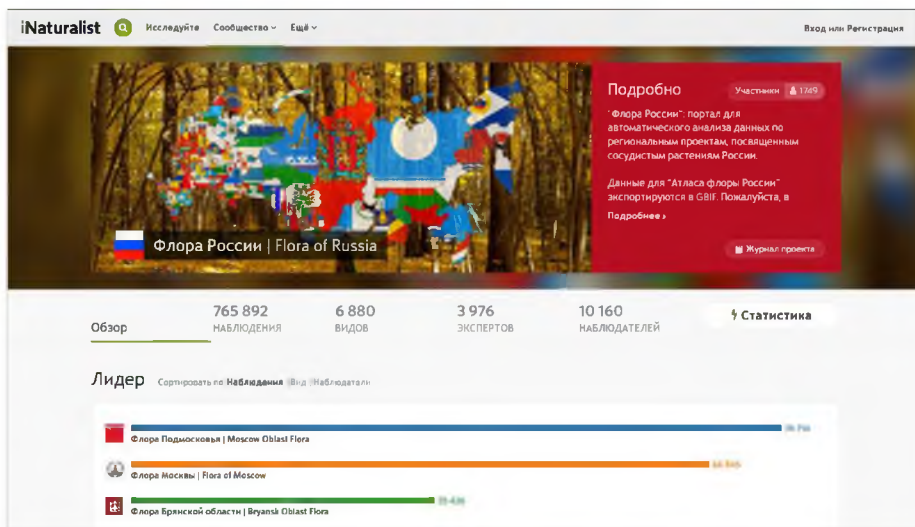 iNaturalist Исследуйте Сообщество Ещё Вход или Регистрация
Подробно Участники 1749
"Флора России": портал для
автоматического анализа данных по
региональным проектам, посвященным
сосудистым растениям России.
Данные для "Атласа флоры России"
экспортируются в GBIF. Пожалуйста, в
Подробнее ›
Журнал проекта
Флора России | Flora of Russia
Обзор
765 892
НАБЛЮДЕНИЯ
6 880
ВИДОВ
3 976
ЭКСПЕРТОВ
10 160
НАБЛЮДАТЕЛЕЙ
Статистика
Лидер Сортировать по Наблюдения Вид Наблюдатели
Флора Подмосковья | Moscow Oblast Flora
Флора Москвы | Flora of Moscow
Флора Брянской области | Bryansk Oblast Flora